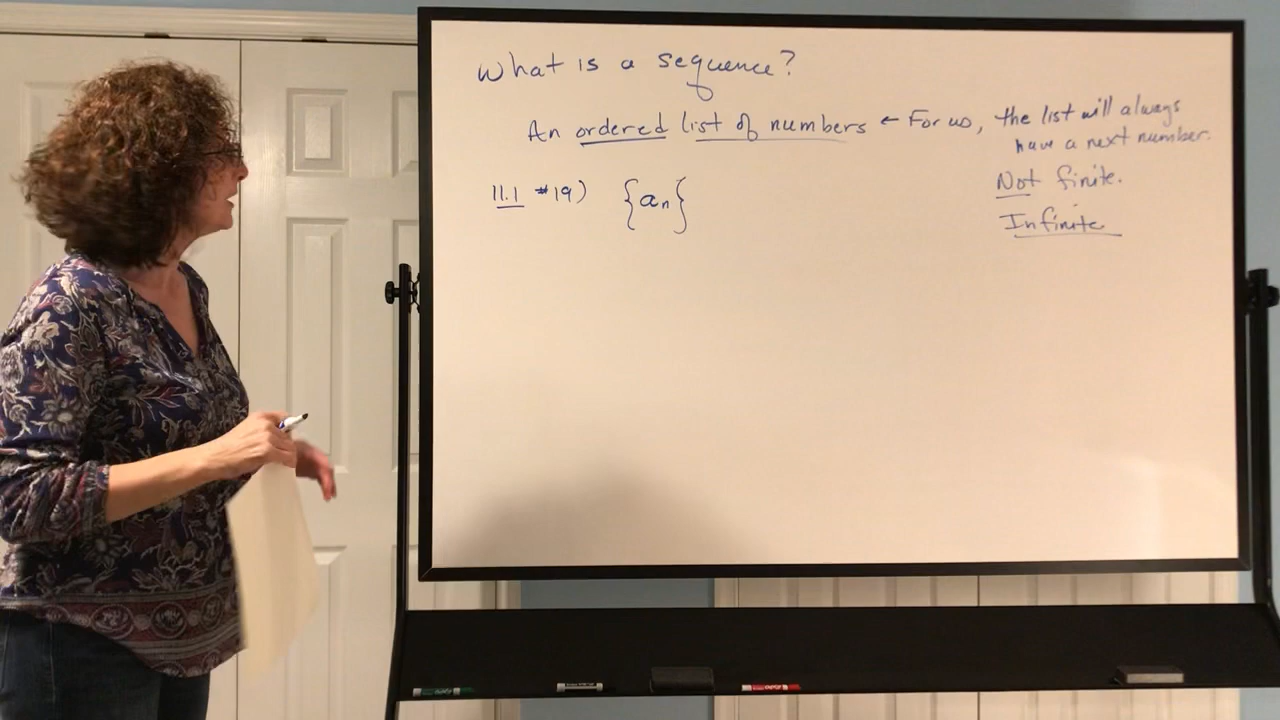 What is a sequence?
An ordered list of numbers ← For us, the list will always
have a next number.
11.1 #19) {aₙ}
Not finite.
Infinite